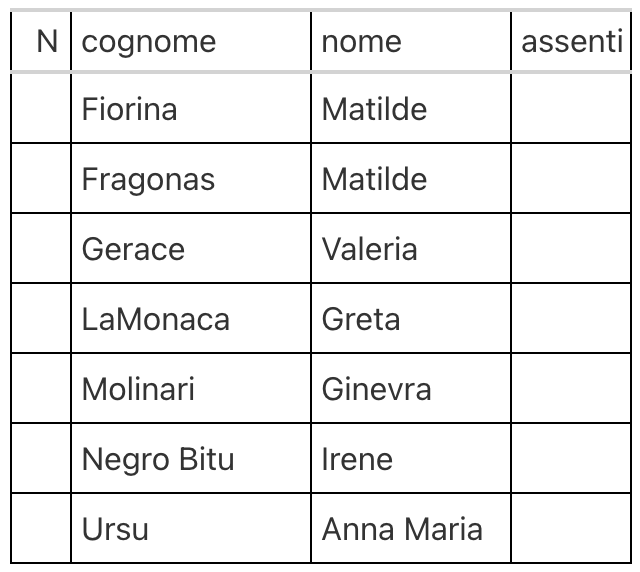 N cognome nome assenti
Fiorina Matilde
Fragonas Matilde
Gerace Valeria
LaMonaca Greta
Molinari Ginevra
Negro Bitu Irene
Ursu Anna Maria